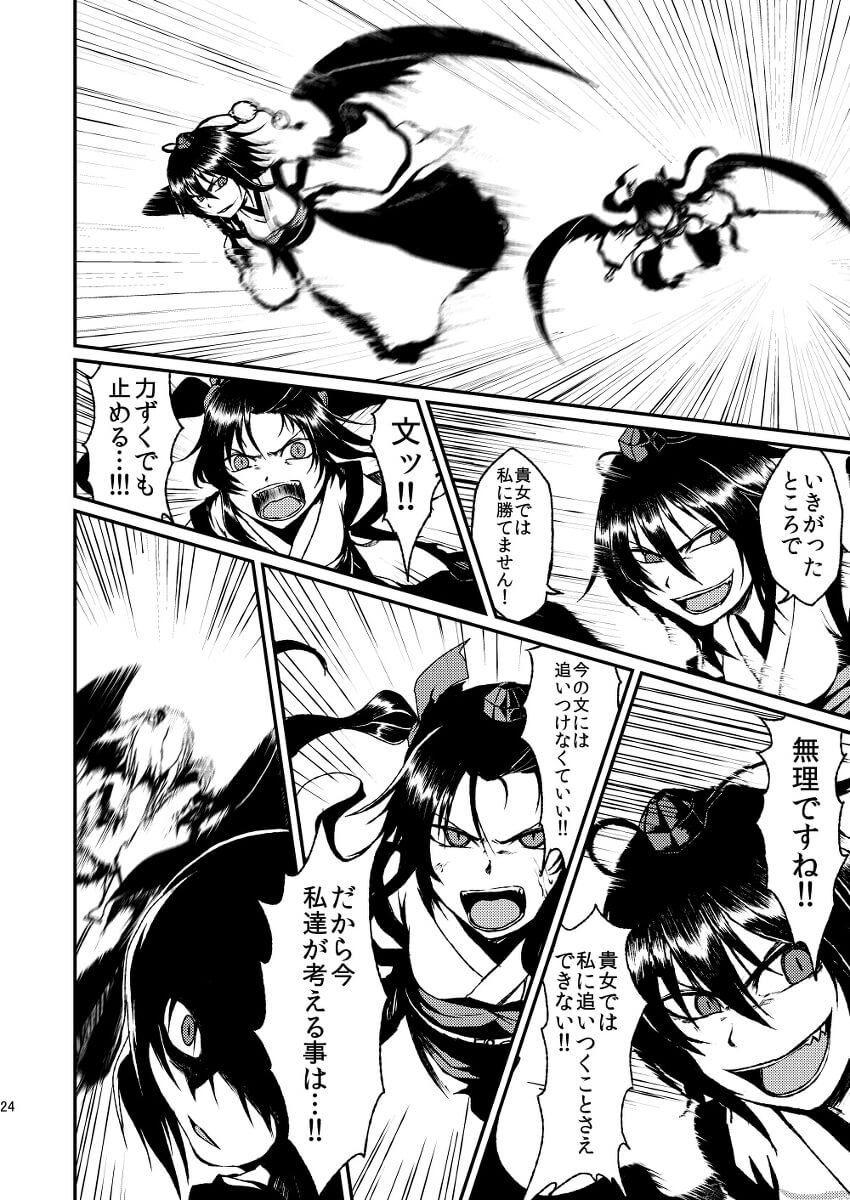 文ッ!!
力ずくでも
止める…!!!
いきがった
ところで
貴女では
私に勝てません!
無理ですね!!
貴女では
私に追いつくことさえ
できない!!
今の文には
追いつけなくていい!!
だから今
私達が考える事は…!!
24